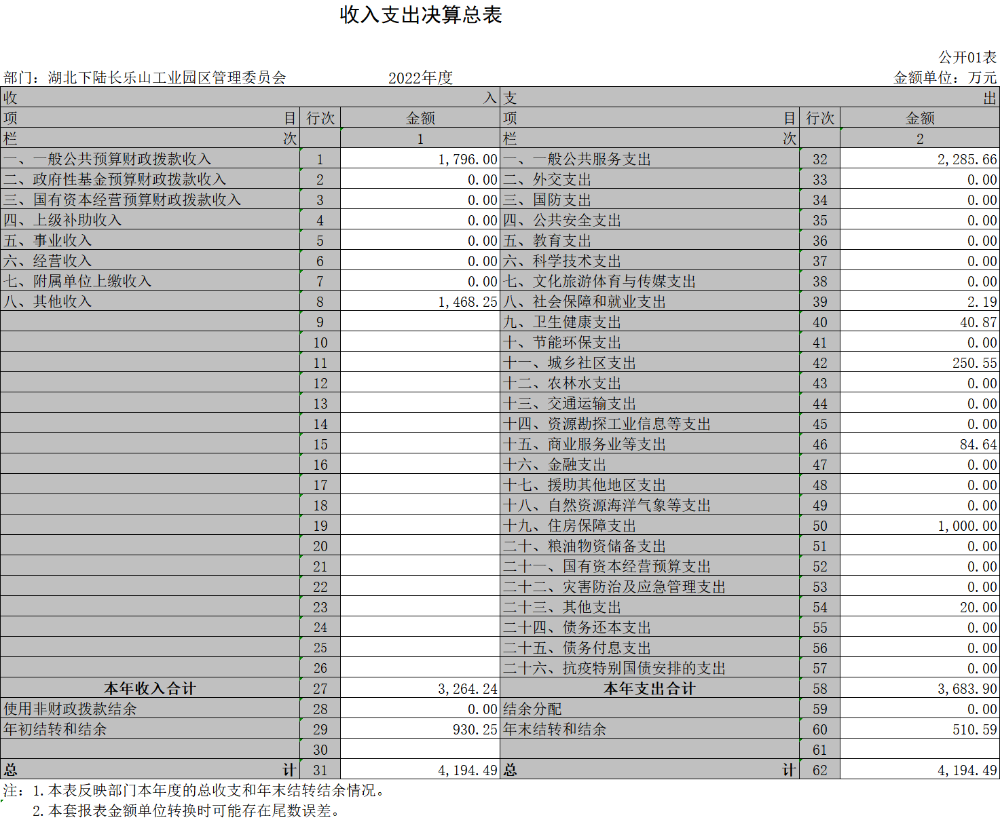 收入支出决算总表
公开01表
部门：湖北下陆长乐山工业园区管理委员会 2022年度 金额单位：万元
收 入 支 出
项 目 行次 金额 项 目 行次 金额
栏 次 1 栏 次 2
一、一般公共预算财政拨款收入 1 1,796.00 一、一般公共服务支出 32 2,285.66
二、政府性基金预算财政拨款收入 2 0.00 二、外交支出 33 0.00
三、国有资本经营预算财政拨款收入 3 0.00 三、国防支出 34 0.00
四、上级补助收入 4 0.00 四、公共安全支出 35 0.00
五、事业收入 5 0.00 五、教育支出 36 0.00
六、经营收入 6 0.00 六、科学技术支出 37 0.00
七、附属单位上缴收入 7 0.00 七、文化旅游体育与传媒支出 38 0.00
八、其他收入 8 1,468.25 八、社会保障和就业支出 39 2.19
9 九、卫生健康支出 40 40.87
10 十、节能环保支出 41 0.00
11 十一、城乡社区支出 42 250.55
12 十二、农林水支出 43 0.00
13 十三、交通运输支出 44 0.00
14 十四、资源勘探工业信息等支出 45 0.00
15 十五、商业服务业等支出 46 84.64
16 十六、金融支出 47 0.00
17 十七、援助其他地区支出 48 0.00
18 十八、自然资源海洋气象等支出 49 0.00
19 十九、住房保障支出 50 1,000.00
20 二十、粮油物资储备支出 51 0.00
21 二十一、国有资本经营预算支出 52 0.00
22 二十二、灾害防治及应急管理支出 53 0.00
23 二十三、其他支出 54 20.00
24 二十四、债务还本支出 55 0.00
25 二十五、债务付息支出 56 0.00
26 二十六、抗疫特别国债安排的支出 57 0.00
本年收入合计 27 3,264.24 本年支出合计 58 3,683.90
使用非财政拨款结余 28 0.00 结余分配 59 0.00
年初结转和结余 29 930.25 年末结转和结余 60 510.59
30 61
总 计 31 4,194.49 总 计 62 4,194.49
注：1.本表反映部门本年度的总收支和年末结转结余情况。
2.本套报表金额单位转换时可能存在尾数误差。